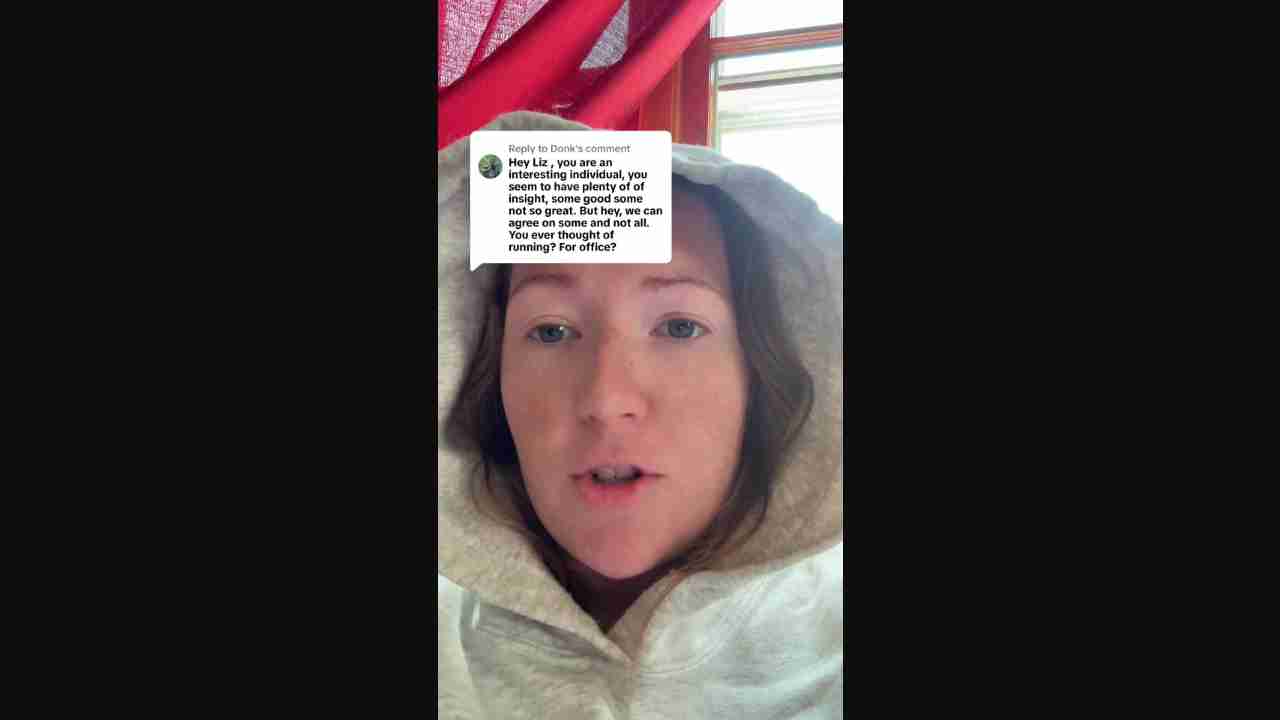 Reply to Donk's comment
Hey Liz , you are an
interesting individual, you
seem to have plenty of of
insight, some good some
not so great. But hey, we can
agree on some and not all.
You ever thought of
running? For office?